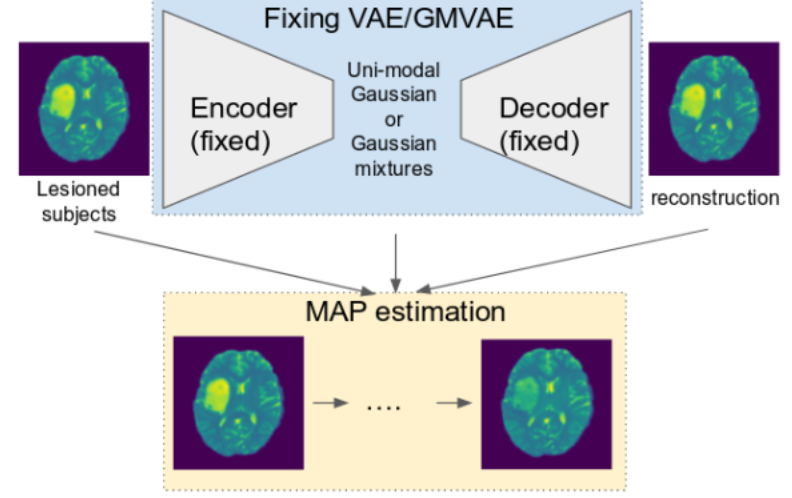 Fixing VAE/GMVAE
Encoder
(fixed)
Uni-modal
Gaussian
or
Gaussian
mixtures
Decoder
(fixed)
Lesioned
subjects
reconstruction
MAP estimation
....